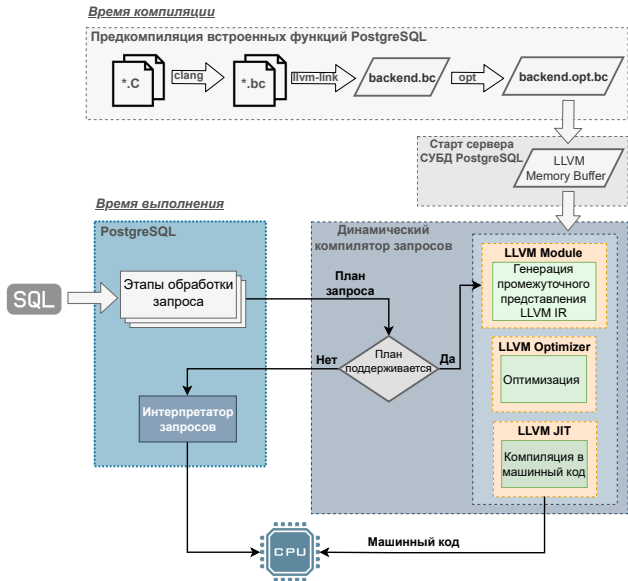 Время компиляции
Предкомпиляция встроенных функций PostgreSQL
*.C
clang
*.bc
llvm-link
backend.bc
opt
backend.opt.bc
Старт сервера
СУБД PostgreSQL
LLVM
Memory Buffer
Время выполнения
PostgreSQL
Динамический
компилятор запросов
SQL
Этапы обработки
запроса
План
запроса
LLVM Module
Генерация
промежуточного
представления
LLVM IR
Нет
План
поддерживается
Да
LLVM Optimizer
Оптимизация
Интерпретатор
запросов
LLVM JIT
Компиляция в
машинный код
CPU
Машинный код